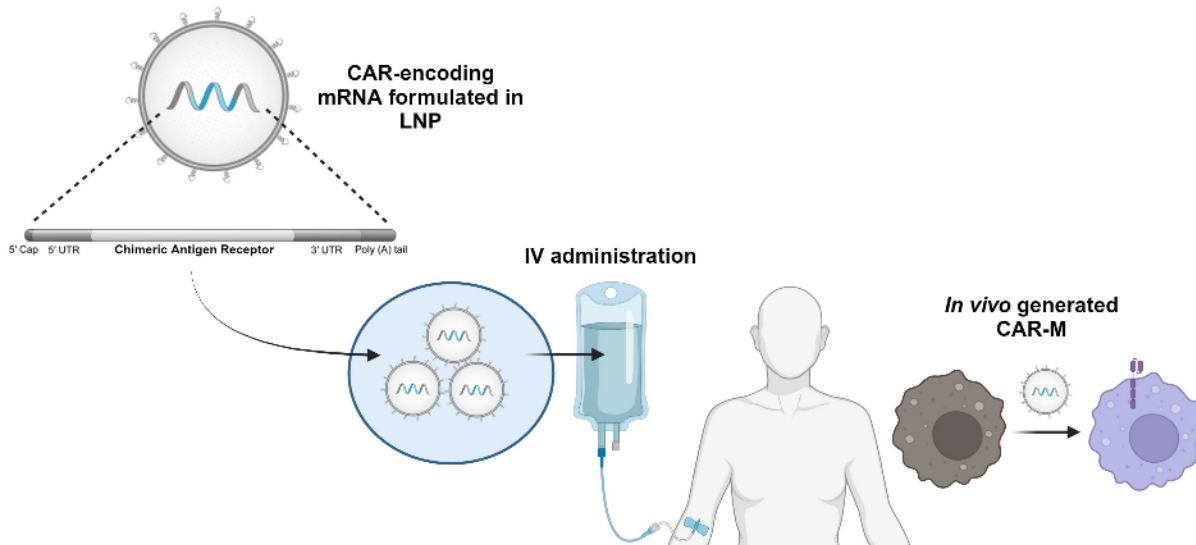 CAR-encoding
mRNA formulated in
LNP
5' Cap 5' UTR Chimeric Antigen Receptor 3' UTR Poly (A) tail
IV administration
In vivo generated
CAR-M